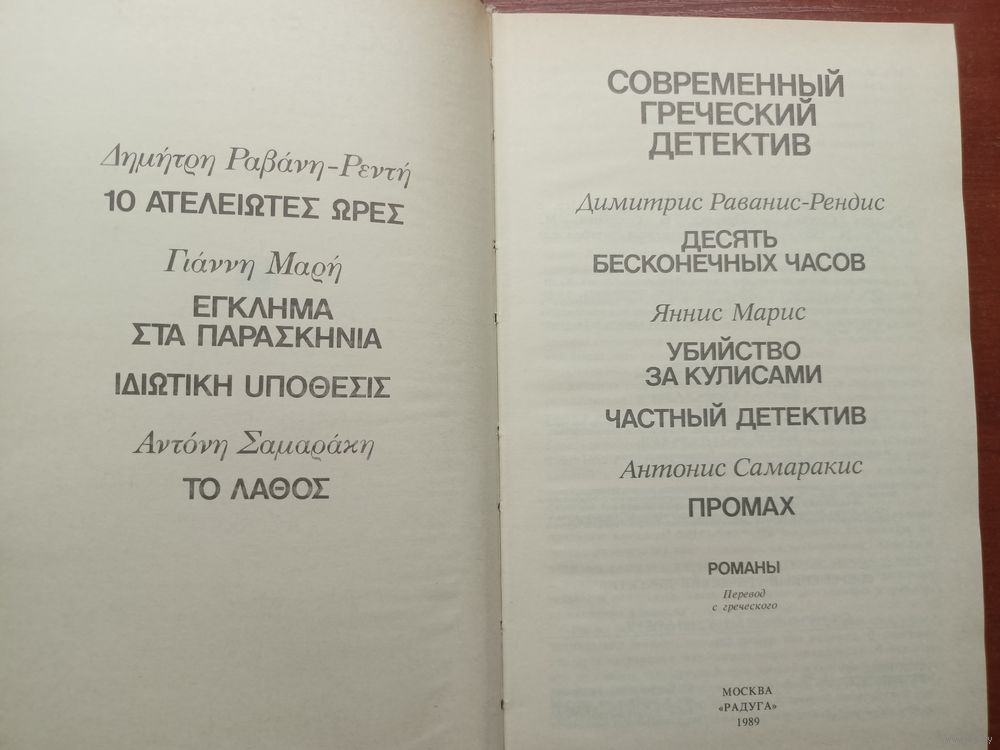 Δημήτρη Ραβάνη-Ρεντή
10 ΑΤΕΛΕΙΩΤΕΣ ΩΡΕΣ
Γιάννη Μαρή
ΕΓΚΛΗΜΑ
ΣΤΑ ΠΑΡΑΣΚΗΝΙΑ
ΙΔΙΩΤΙΚΗ UΠΟΘΕΣΙΣ
Αντόνη Σαμαράκη
ΤΟ ΛΑΘΟΣ
СОВРЕМЕННЫЙ
ГРЕЧЕСКИЙ
ДЕТЕКТИВ
Димитрис Раванис-Рендис
ДЕСЯТЬ
БЕСКОНЕЧНЫХ ЧАСОВ
Яннис Марис
УБИЙСТВО
ЗА КУЛИСАМИ
ЧАСТНЫЙ ДЕТЕКТИВ
Антонис Самаракис
ПРОМАХ
РОМАНЫ
Перевод
с греческого
МОСКВА
«РАДУГА»
1989